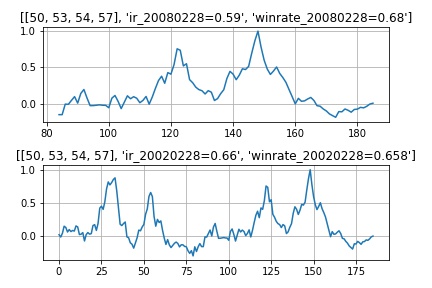 [[50, 53, 54, 57], 'ir_20080228=0.59', 'winrate_20080228=0.68']
1.0
0.5
0.0
80 100 120 140 160 180
[[50, 53, 54, 57], 'ir_20020228=0.66', 'winrate_20020228=0.658']
1.0
0.5
0.0
0 25 50 75 100 125 150 175